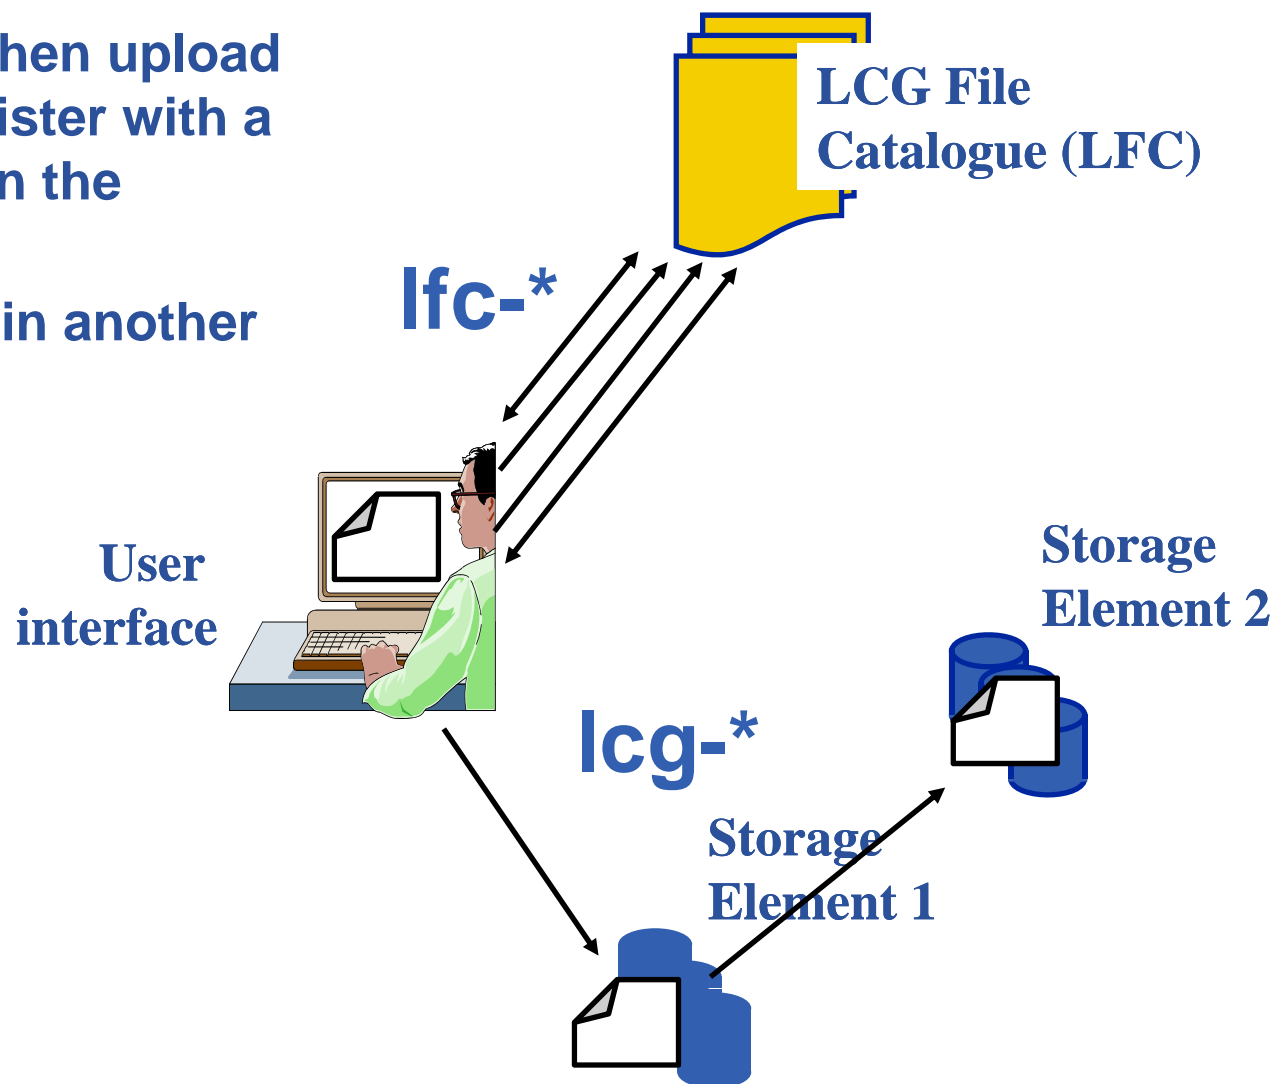 hen upload
ister with a
n the
in another
LCG File
Catalogue (LFC)
lfc-*
User
interface
Storage
Element 2
lcg-*
Storage
Element 1